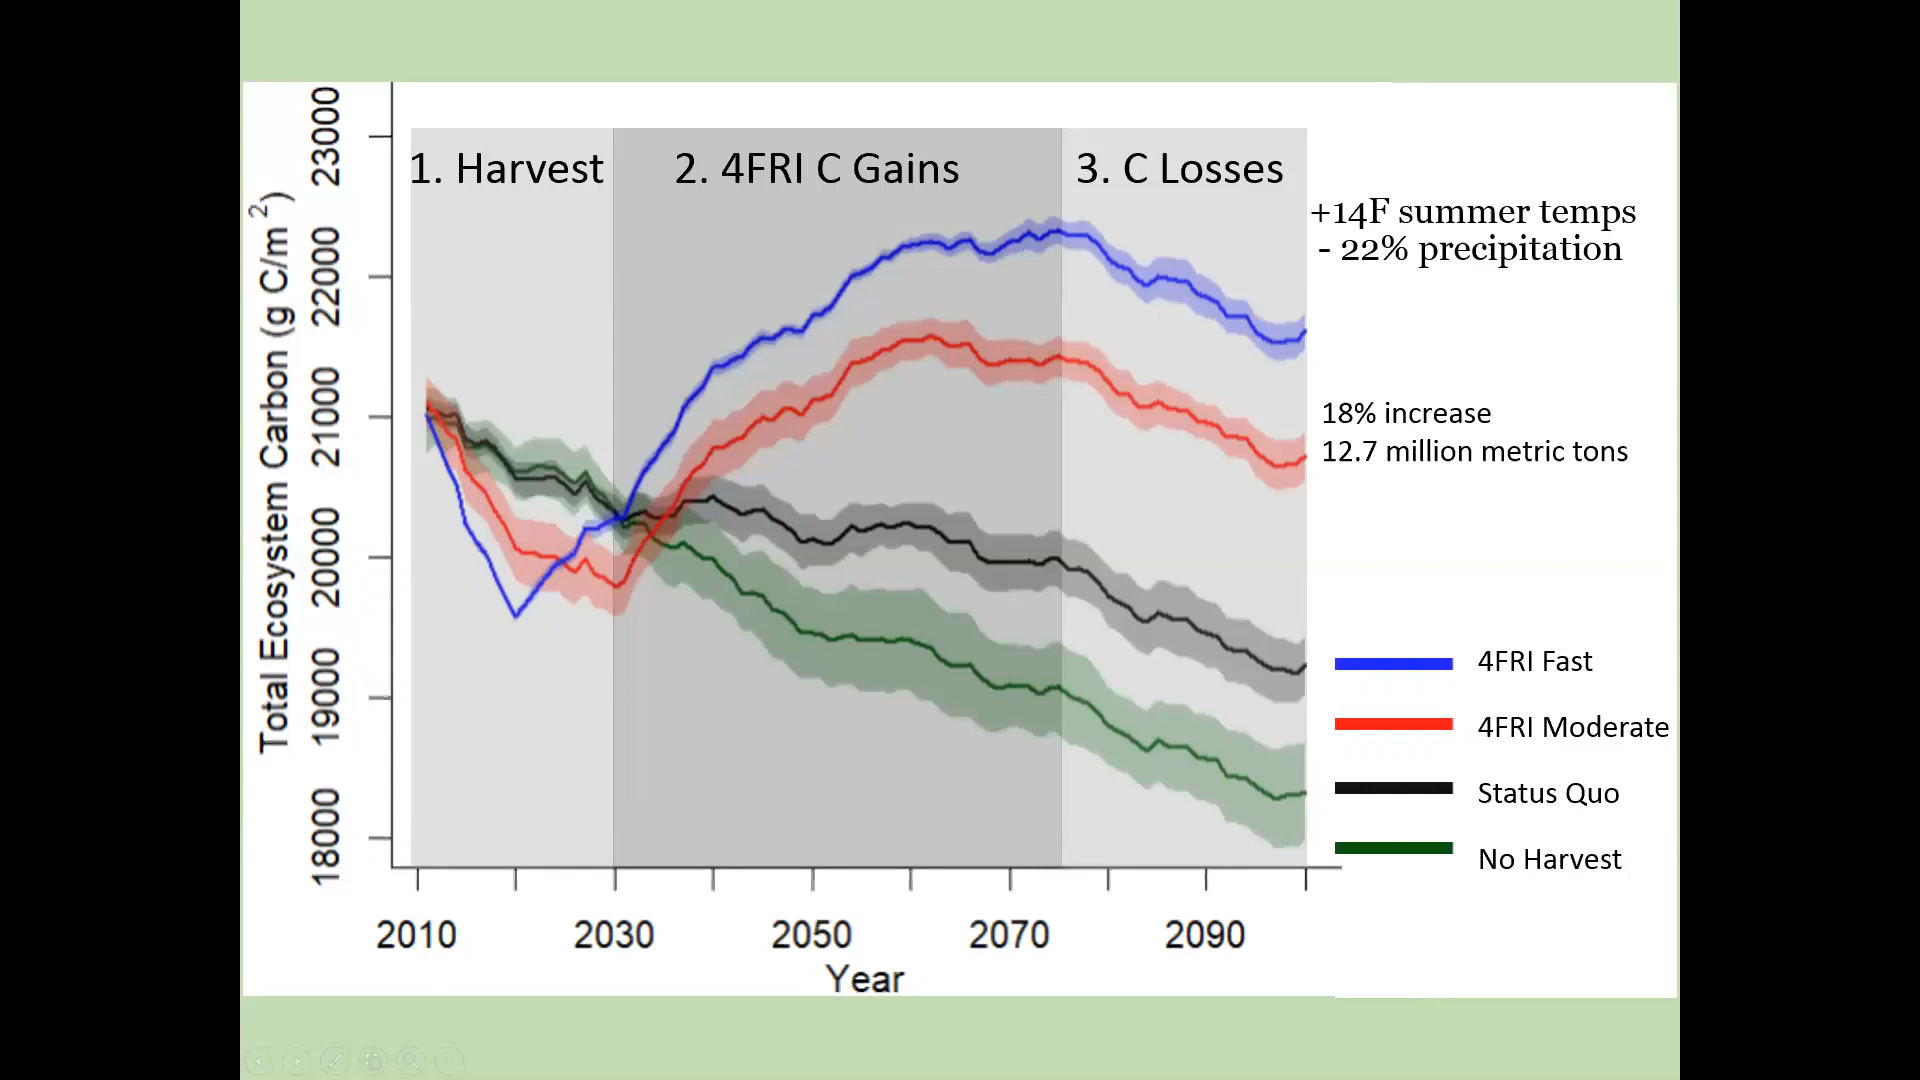 1. Harvest
2. 4FRI C Gains
3. C Losses
+14F summer temps
- 22% precipitation
18% increase
12.7 million metric tons
4FRI Fast
4FRI Moderate
Status Quo
No Harvest
Total Ecosystem Carbon (g C/m²)
23000
22000
21000
20000
19000
18000
2010
2030
2050
2070
2090
Year